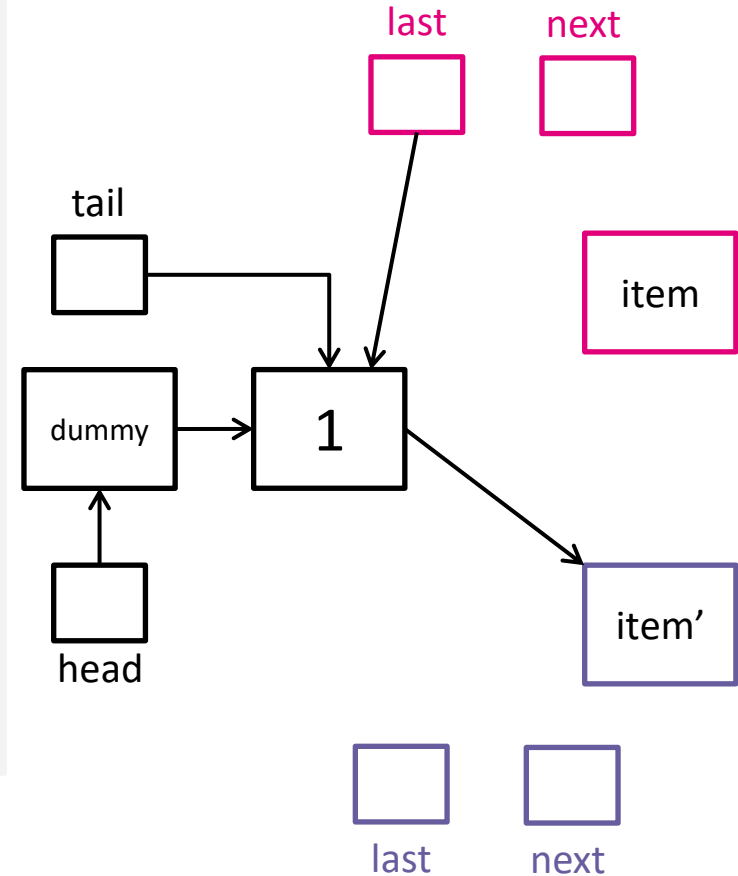 last next
tail
item
dummy 1
item’
head
last next